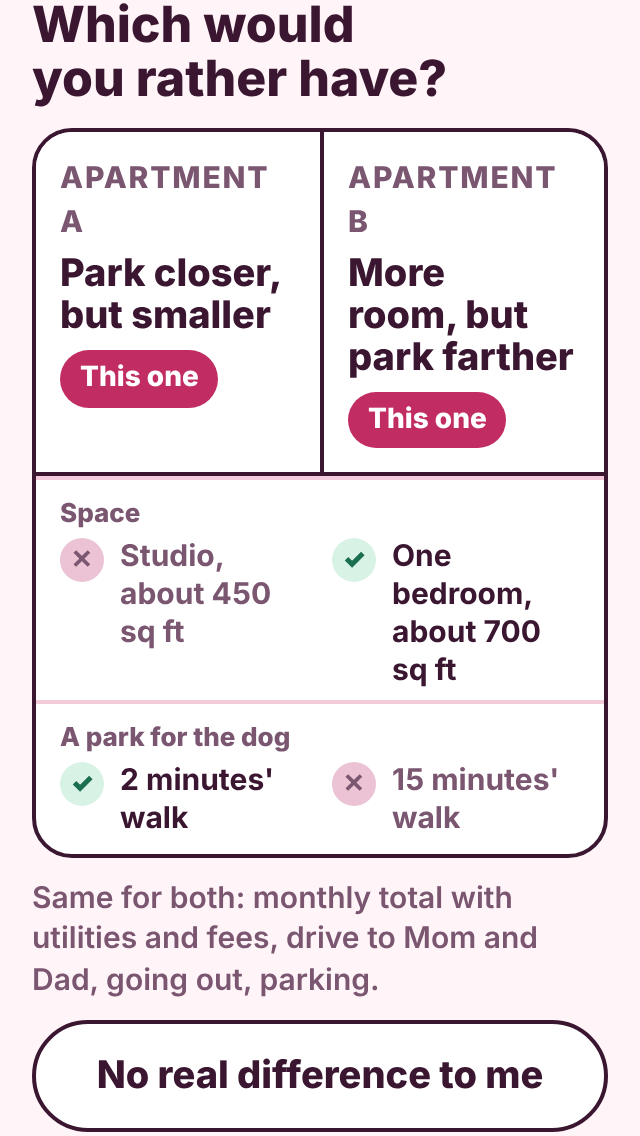 Which would
you rather have?
APARTMENT
A
Park closer,
but smaller
This one
APARTMENT
B
More
room, but
park farther
This one
Space
Studio,
about 450
sq ft
One
bedroom,
about 700
sq ft
A park for the dog
2 minutes'
walk
15 minutes'
walk
Same for both: monthly total with
utilities and fees, drive to Mom and
Dad, going out, parking.
No real difference to me